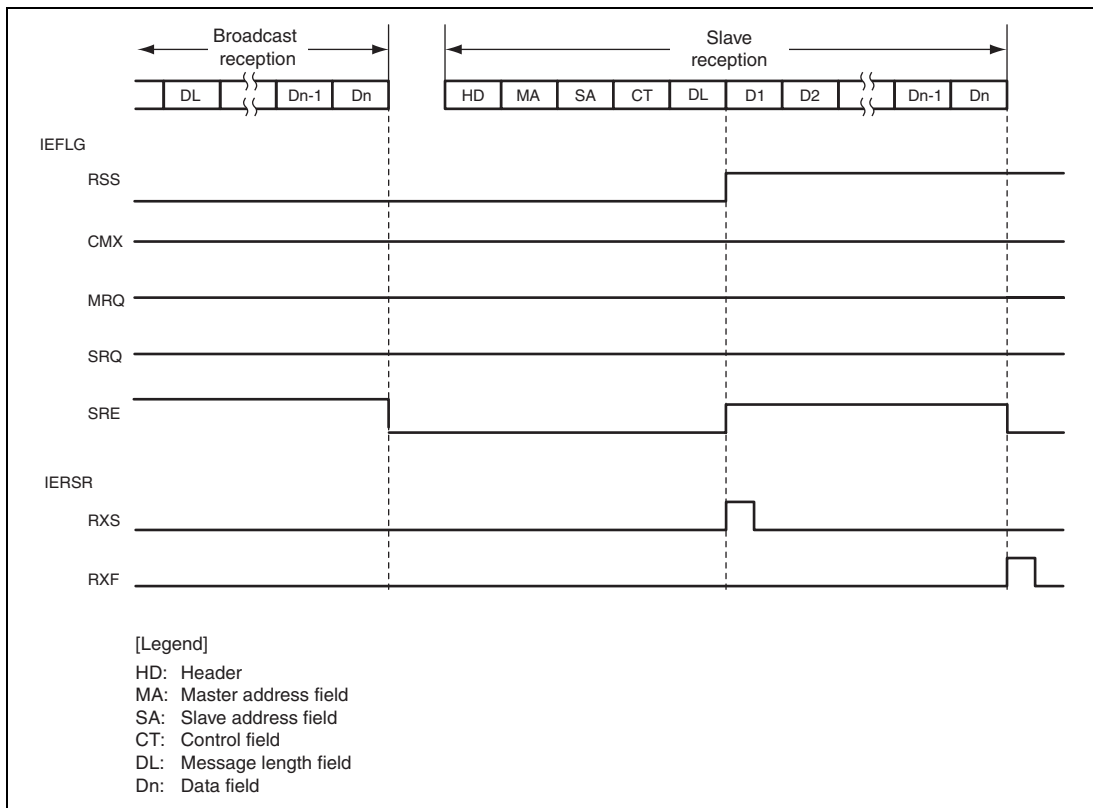 Broadcast
reception
Slave
reception
DL Dn-1 Dn HD MA SA CT DL D1 D2 Dn-1 Dn
IEFLG
RSS
CMX
MRQ
SRQ
SRE
IERSR
RXS
RXF
[Legend]
HD: Header
MA: Master address field
SA: Slave address field
CT: Control field
DL: Message length field
Dn: Data field